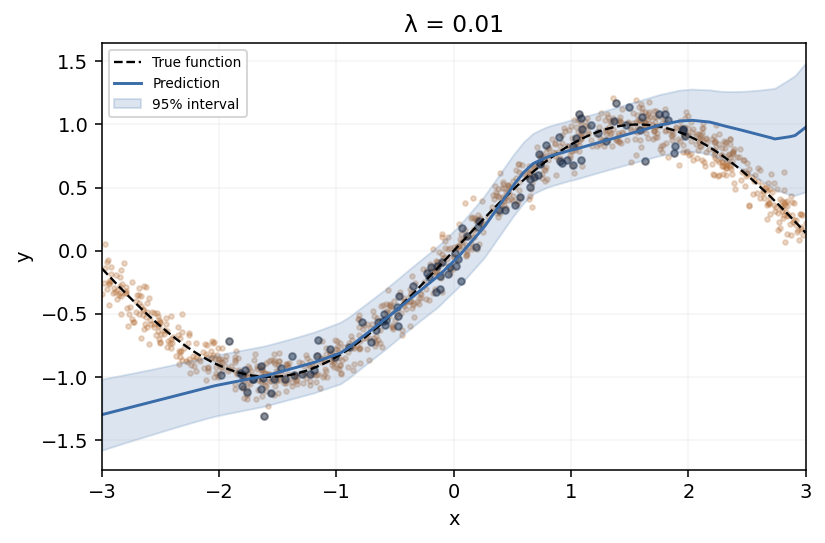 λ = 0.01
True function
Prediction
95% interval
y
1.5
1.0
0.5
0.0
−0.5
−1.0
−1.5
−3 −2 −1 0 1 2 3
x